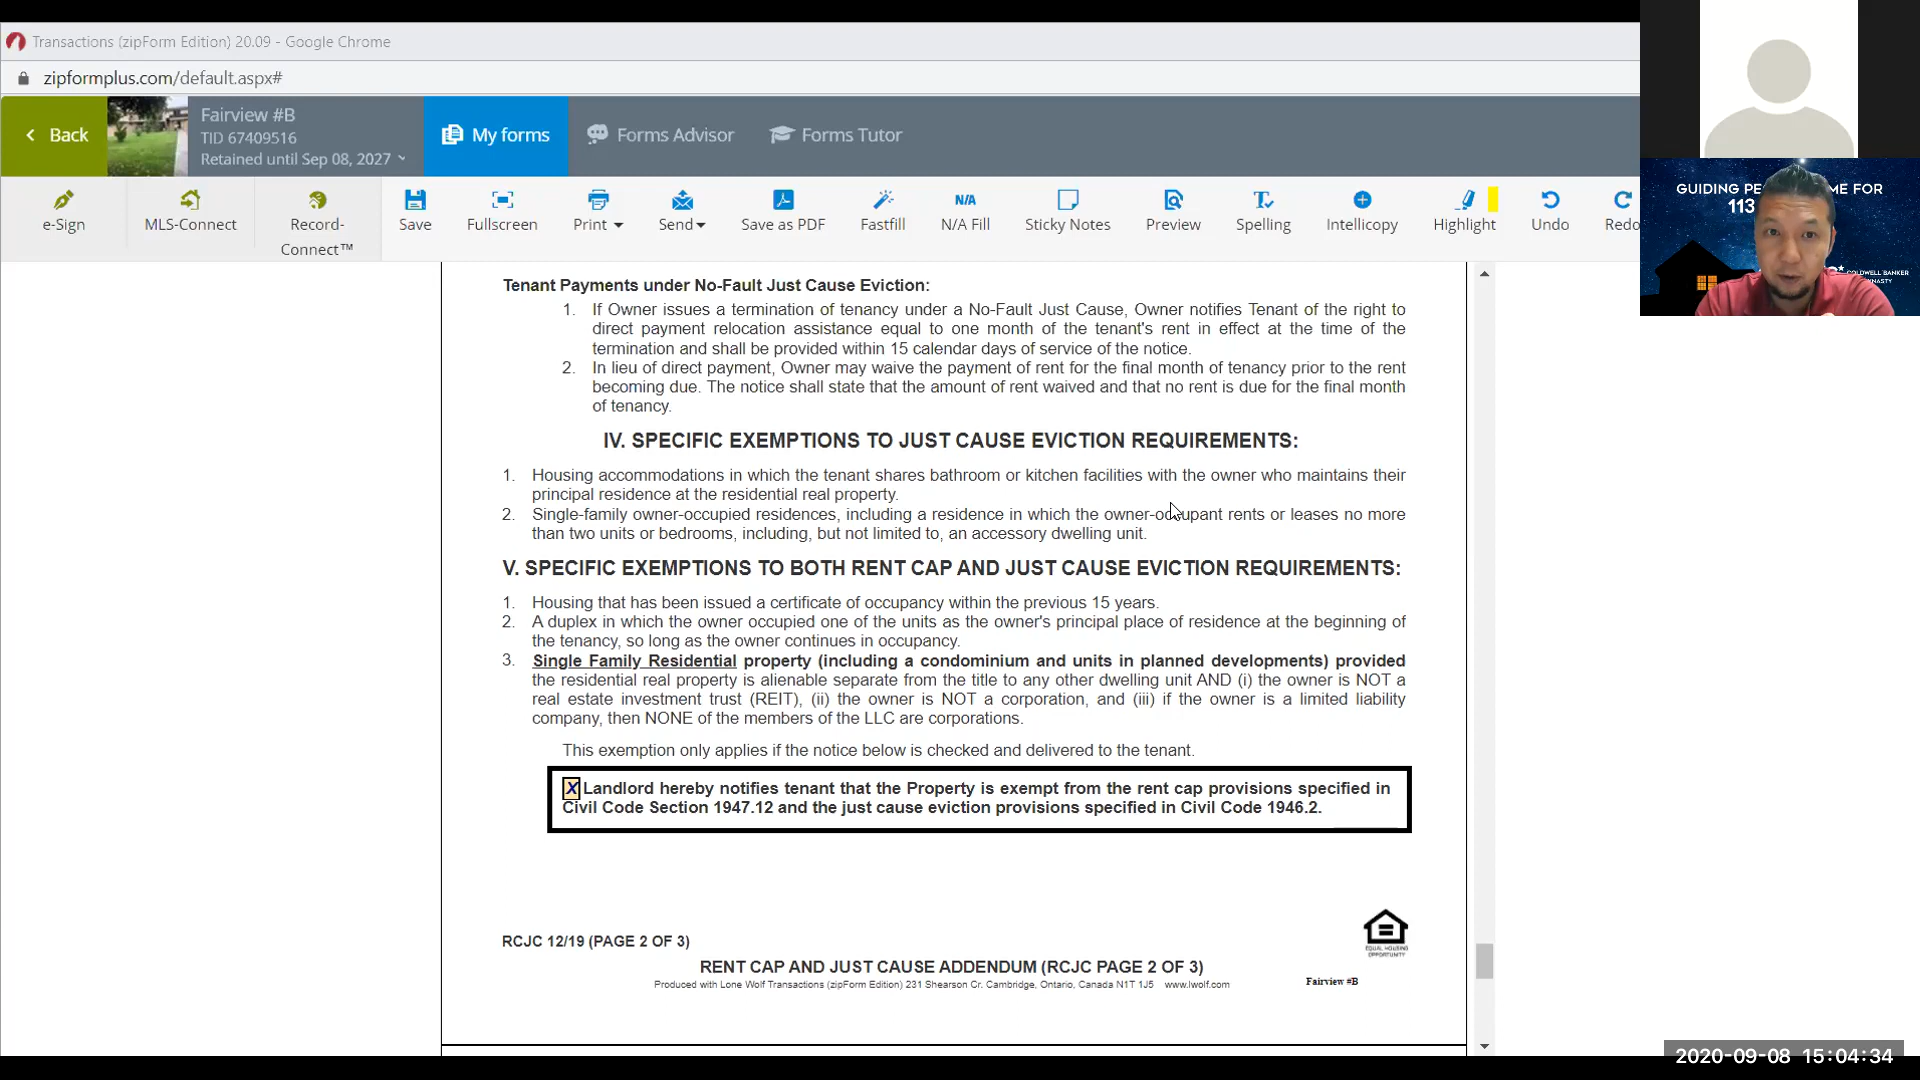 Transactions (zipForm Edition) 20.09 - Google Chrome
zipformplus.com/default.aspx#
Back
Fairview #B
TID 67409516
Retained until Sep 08, 2027
My forms
Forms Advisor
Forms Tutor
e-Sign
MLS-Connect
Record-
Connect™
Save
Fullscreen
Print
Send
Save as PDF
Fastfill
N/A
N/A Fill
Sticky Notes
Preview
Spelling
Intellicopy
Highlight
Undo
Redo
GUIDING PE ME FOR
113
COLDWELL BANKER
Tenant Payments under No-Fault Just Cause Eviction:
1. If Owner issues a termination of tenancy under a No-Fault Just Cause, Owner notifies Tenant of the right to
direct payment relocation assistance equal to one month of the tenant's rent in effect at the time of the
termination and shall be provided within 15 calendar days of service of the notice.
2. In lieu of direct payment, Owner may waive the payment of rent for the final month of tenancy prior to the rent
becoming due. The notice shall state that the amount of rent waived and that no rent is due for the final month
of tenancy.
IV. SPECIFIC EXEMPTIONS TO JUST CAUSE EVICTION REQUIREMENTS:
1. Housing accommodations in which the tenant shares bathroom or kitchen facilities with the owner who maintains their
principal residence at the residential real property.
2. Single-family owner-occupied residences, including a residence in which the owner-occupant rents or leases no more
than two units or bedrooms, including, but not limited to, an accessory dwelling unit.
V. SPECIFIC EXEMPTIONS TO BOTH RENT CAP AND JUST CAUSE EVICTION REQUIREMENTS:
1. Housing that has been issued a certificate of occupancy within the previous 15 years.
2. A duplex in which the owner occupied one of the units as the owner's principal place of residence at the beginning of
the tenancy, so long as the owner continues in occupancy.
3. Single Family Residential property (including a condominium and units in planned developments) provided
the residential real property is alienable separate from the title to any other dwelling unit AND (i) the owner is NOT a
real estate investment trust (REIT), (ii) the owner is NOT a corporation, and (iii) if the owner is a limited liability
company, then NONE of the members of the LLC are corporations.
This exemption only applies if the notice below is checked and delivered to the tenant.
X Landlord hereby notifies tenant that the Property is exempt from the rent cap provisions specified in
Civil Code Section 1947.12 and the just cause eviction provisions specified in Civil Code 1946.2.
EQUAL HOUSING
OPPORTUNITY
RCJC 12/19 (PAGE 2 OF 3)
RENT CAP AND JUST CAUSE ADDENDUM (RCJC PAGE 2 OF 3)
Produced with Lone Wolf Transactions (zipForm Edition) 231 Shearson Cr. Cambridge, Ontario, Canada N1T 1J5 www.lwolf.com
Fairview #B
2020-09-08 15:04:34